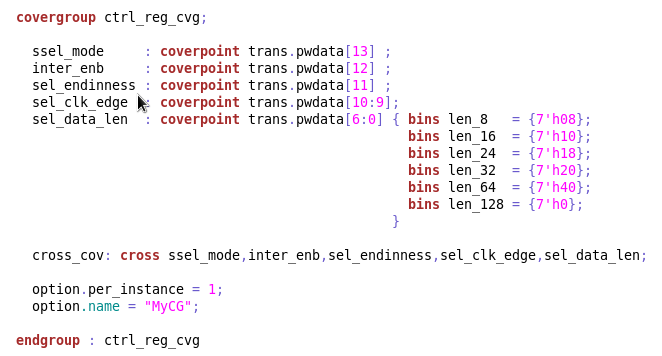 covergroup ctrl_reg_cvg;
ssel_mode : coverpoint trans.pwdata[13] ;
inter_enb : coverpoint trans.pwdata[12] ;
sel_endinness : coverpoint trans.pwdata[11] ;
sel_clk_edge : coverpoint trans.pwdata[10:9];
sel_data_len : coverpoint trans.pwdata[6:0] { bins len_8 = {7'h08};
bins len_16 = {7'h10};
bins len_24 = {7'h18};
bins len_32 = {7'h20};
bins len_64 = {7'h40};
bins len_128 = {7'h0};
}
cross_cov: cross ssel_mode,inter_enb,sel_endinness,sel_clk_edge,sel_data_len;
option.per_instance = 1;
option.name = "MyCG";
endgroup : ctrl_reg_cvg